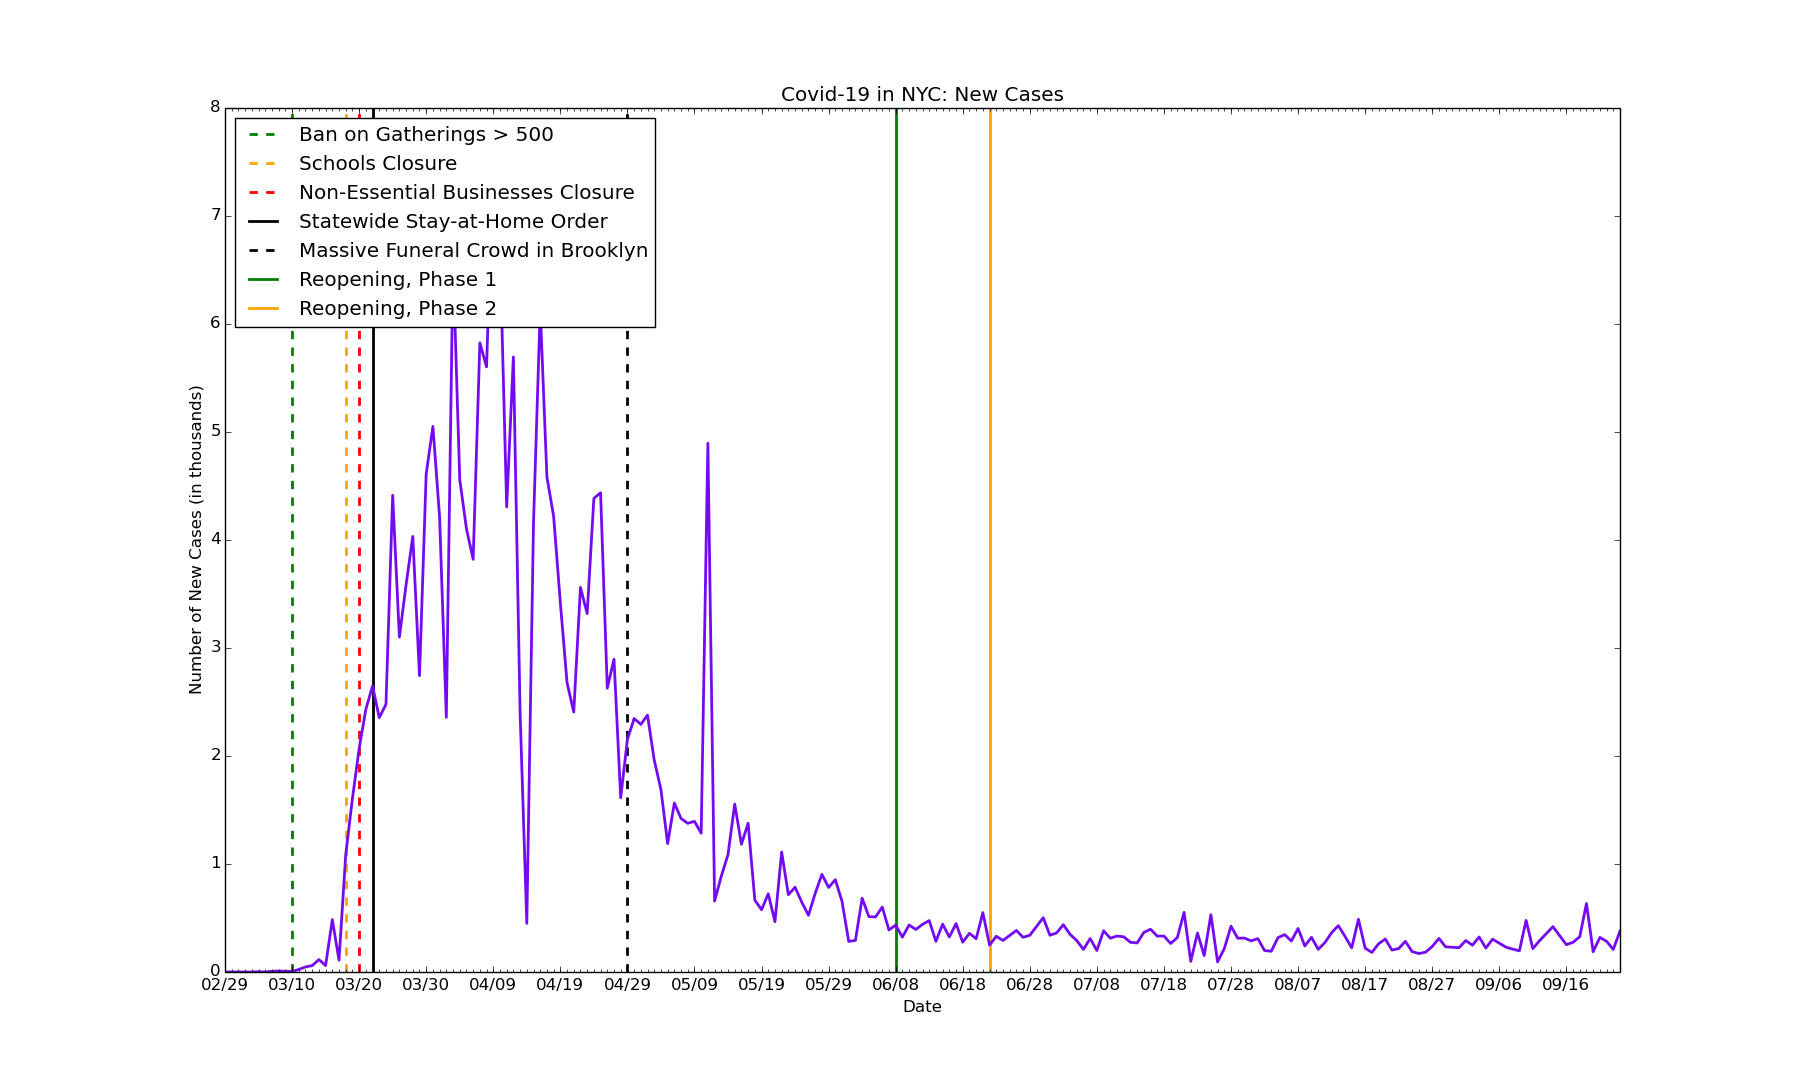 Covid-19 in NYC: New Cases
Ban on Gatherings > 500
Schools Closure
Non-Essential Businesses Closure
Statewide Stay-at-Home Order
Massive Funeral Crowd in Brooklyn
Reopening, Phase 1
Reopening, Phase 2
Number of New Cases (in thousands)
8
7
6
5
4
3
2
1
0
02/29 03/10 03/20 03/30 04/09 04/19 04/29 05/09 05/19 05/29 06/08 06/18 06/28 07/08 07/18 07/28 08/07 08/17 08/27 09/06 09/16
Date